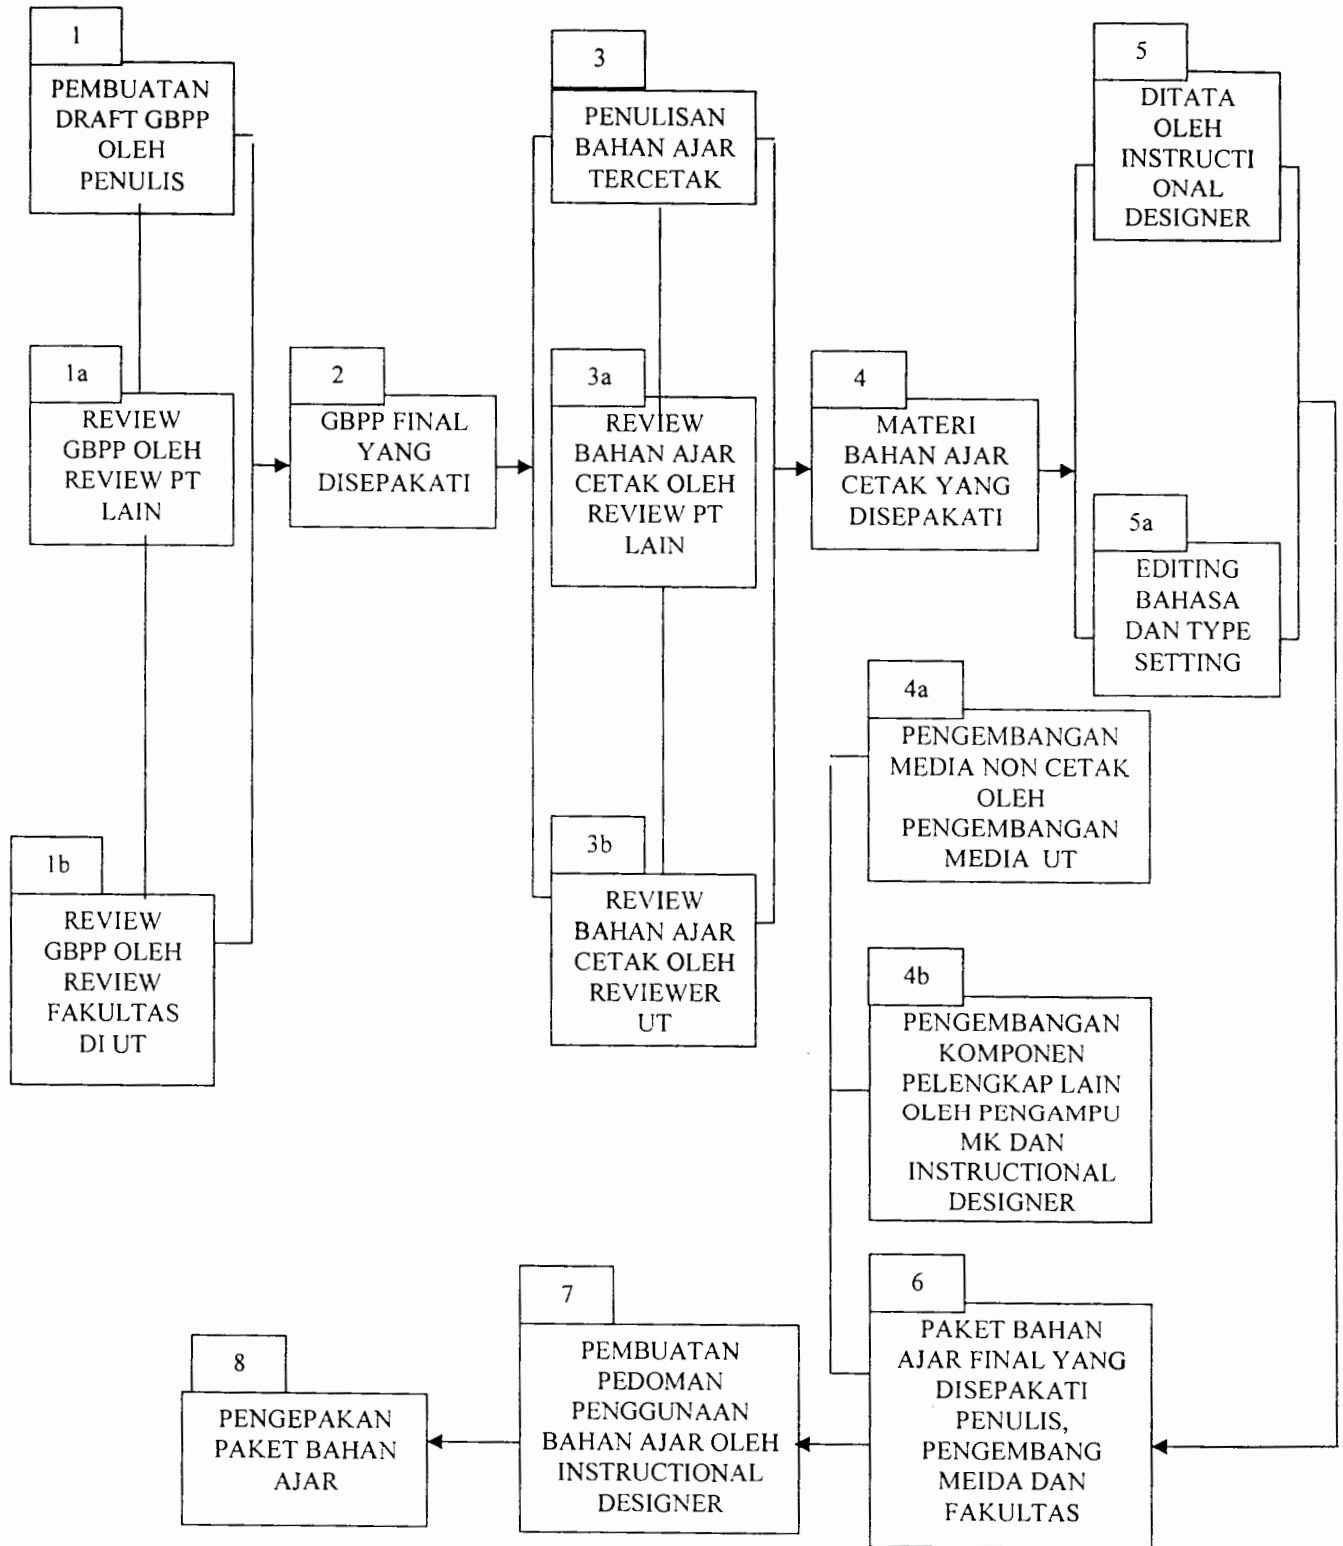 1
PEMBUATAN
DRAFT GBPP
OLEH
PENULIS
1a
REVIEW
GBPP OLEH
REVIEW PT
LAIN
1b
REVIEW
GBPP OLEH
REVIEW
FAKULTAS
DI UT
2
GBPP FINAL
YANG
DISEPAKATI
3
PENULISAN
BAHAN AJAR
TERCETAK
3a
REVIEW
BAHAN AJAR
CETAK OLEH
REVIEW PT
LAIN
3b
REVIEW
BAHAN AJAR
CETAK OLEH
REVIEWER
UT
4
MATERI
BAHAN AJAR
CETAK YANG
DISEPAKATI
5
DITATA
OLEH
INSTRUCTI
ONAL
DESIGNER
5a
EDITING
BAHASA
DAN TYPE
SETTING
4a
PENGEMBANGAN
MEDIA NON CETAK
OLEH
PENGEMBANGAN
MEDIA UT
4b
PENGEMBANGAN
KOMPONEN
PELENGKAP LAIN
OLEH PENGAMPU
MK DAN
INSTRUCTIONAL
DESIGNER
6
PAKET BAHAN
AJAR FINAL YANG
DISEPAKATI
PENULIS,
PENGEMBANG
MEIDA DAN
FAKULTAS
7
PEMBUATAN
PEDOMAN
PENGGUNAAN
BAHAN AJAR OLEH
INSTRUCTIONAL
DESIGNER
8
PENGEPAKAN
PAKET BAHAN
AJAR